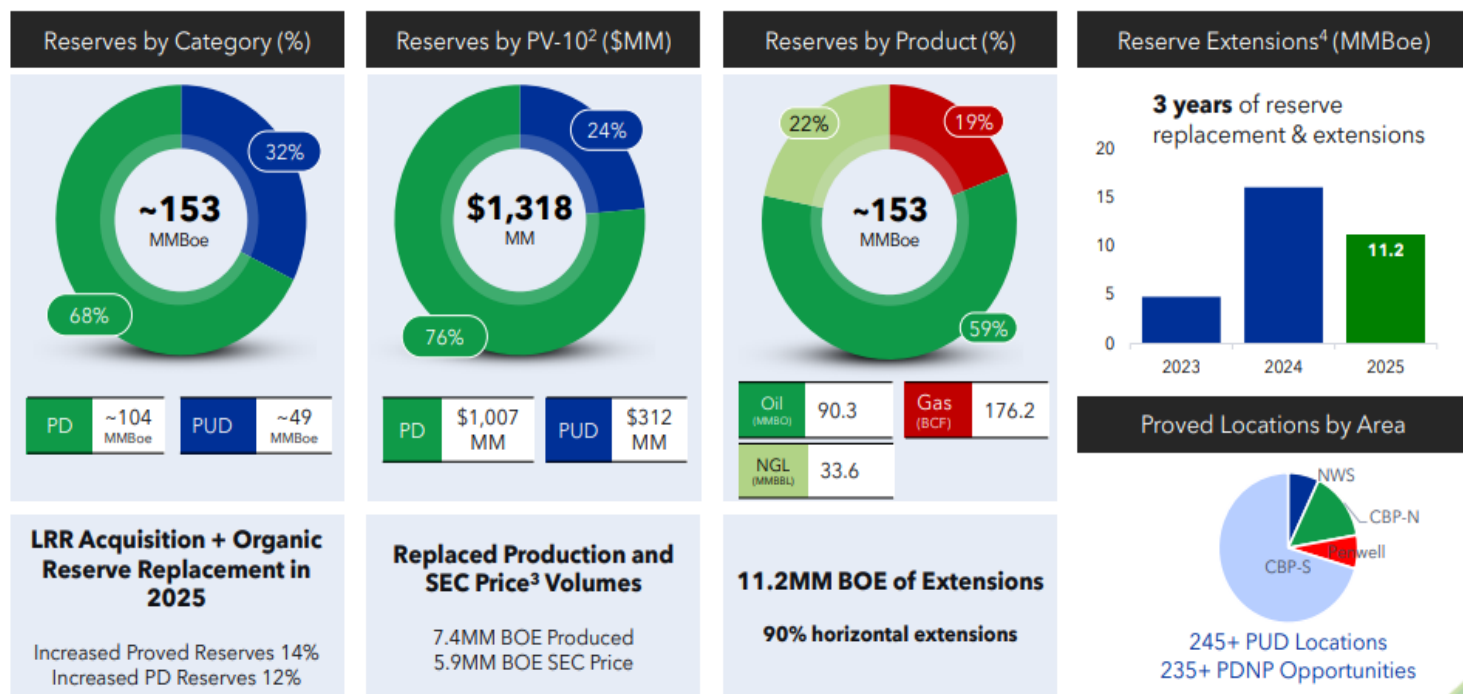 Reserves by Category (%)
32%
~153
MMBoe
68%
PD
~104
MMBoe
PUD
~49
MMBoe
LRR Acquisition + Organic
Reserve Replacement in
2025
Increased Proved Reserves 14%
Increased PD Reserves 12%
Reserves by PV-10² ($MM)
24%
$1,318
MM
76%
PD
$1,007
MM
PUD
$312
MM
Replaced Production and
SEC Price³ Volumes
7.4MM BOE Produced
5.9MM BOE SEC Price
Reserves by Product (%)
22%
19%
~153
MMBoe
59%
Oil
(MMBO)
90.3
Gas
(BCF)
176.2
NGL
(MMBBL)
33.6
11.2MM BOE of Extensions
90% horizontal extensions
Reserve Extensions⁴ (MMBoe)
3 years of reserve
replacement & extensions
20
15
10
5
0
11.2
2023
2024
2025
Proved Locations by Area
NWS
CBP-N
Penwell
CBP-S
245+ PUD Locations
235+ PDNP Opportunities